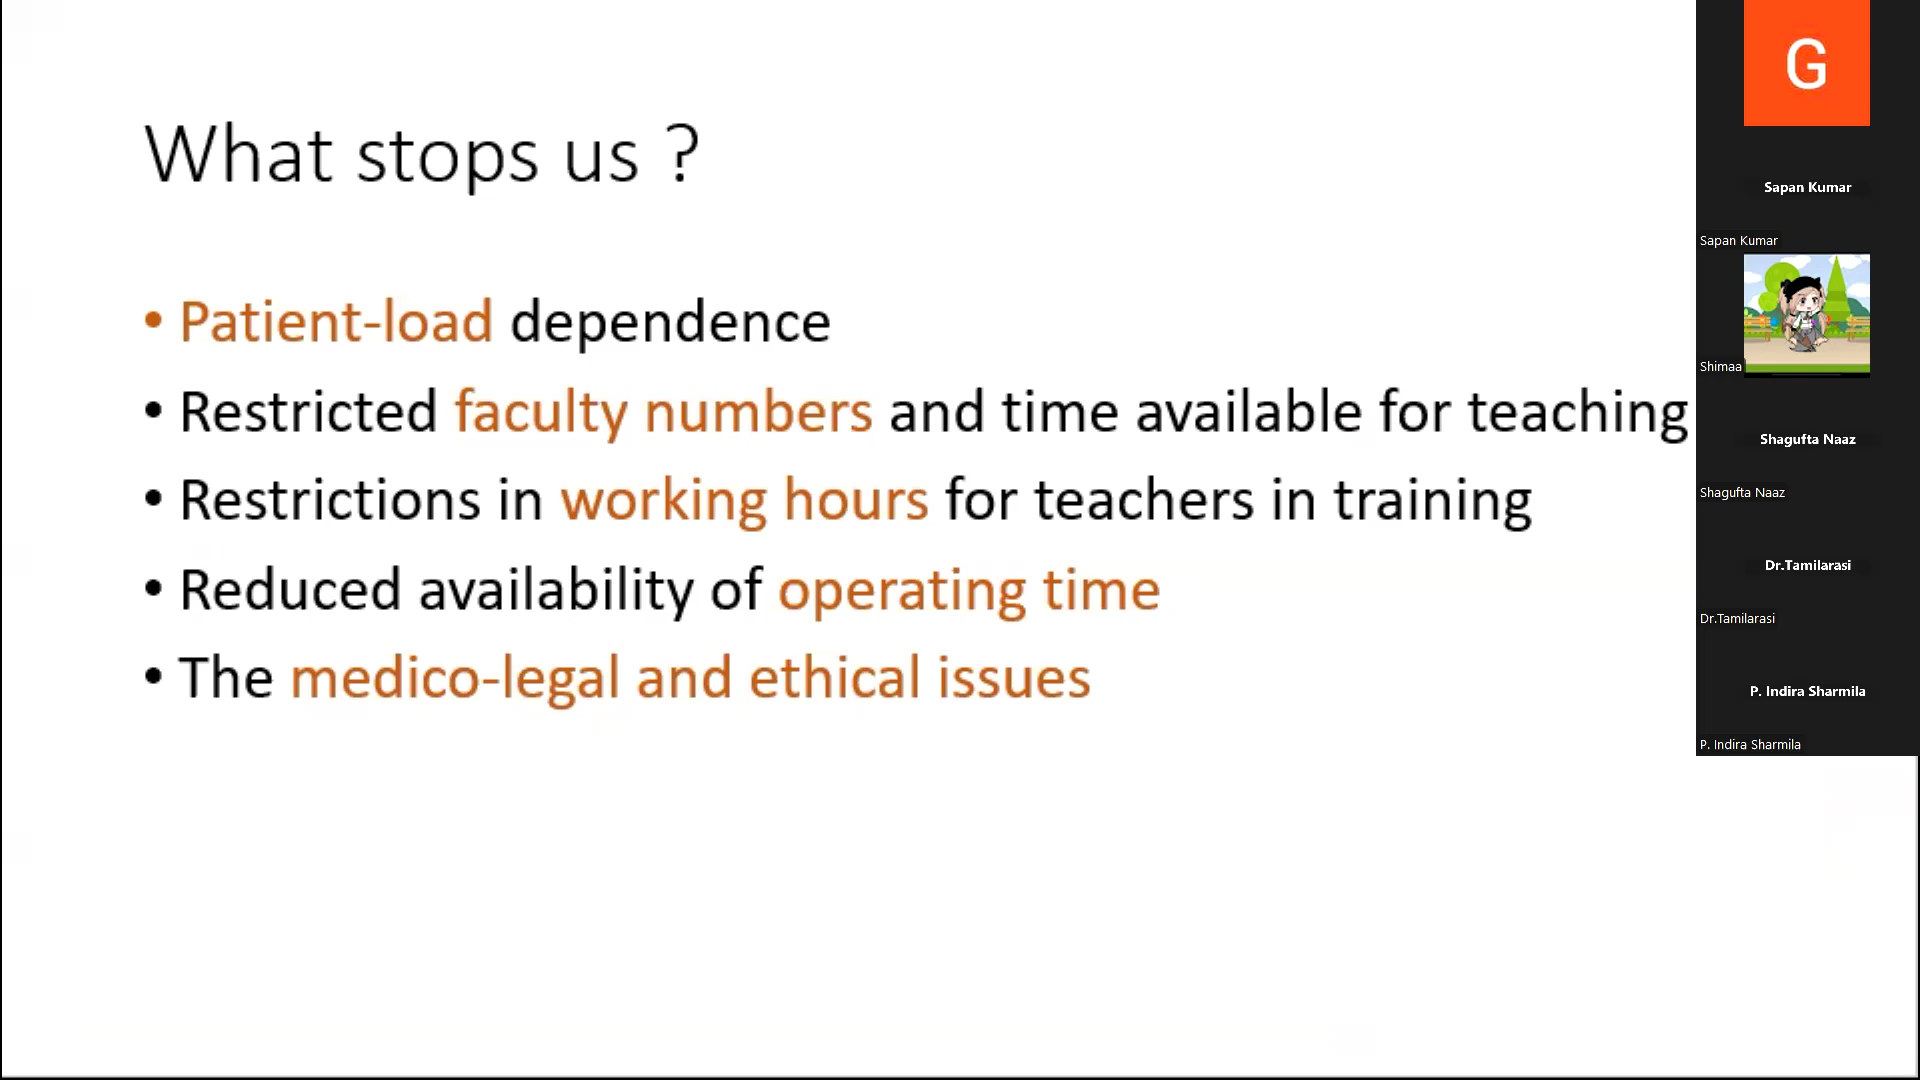 What stops us ?
• Patient-load dependence
• Restricted faculty numbers and time available for teaching
• Restrictions in working hours for teachers in training
• Reduced availability of operating time
• The medico-legal and ethical issues
G
Sapan Kumar
Sapan Kumar
Shimaa
Shagufta Naaz
Shagufta Naaz
Dr.Tamilarasi
Dr.Tamilarasi
P. Indira Sharmila
P. Indira Sharmila